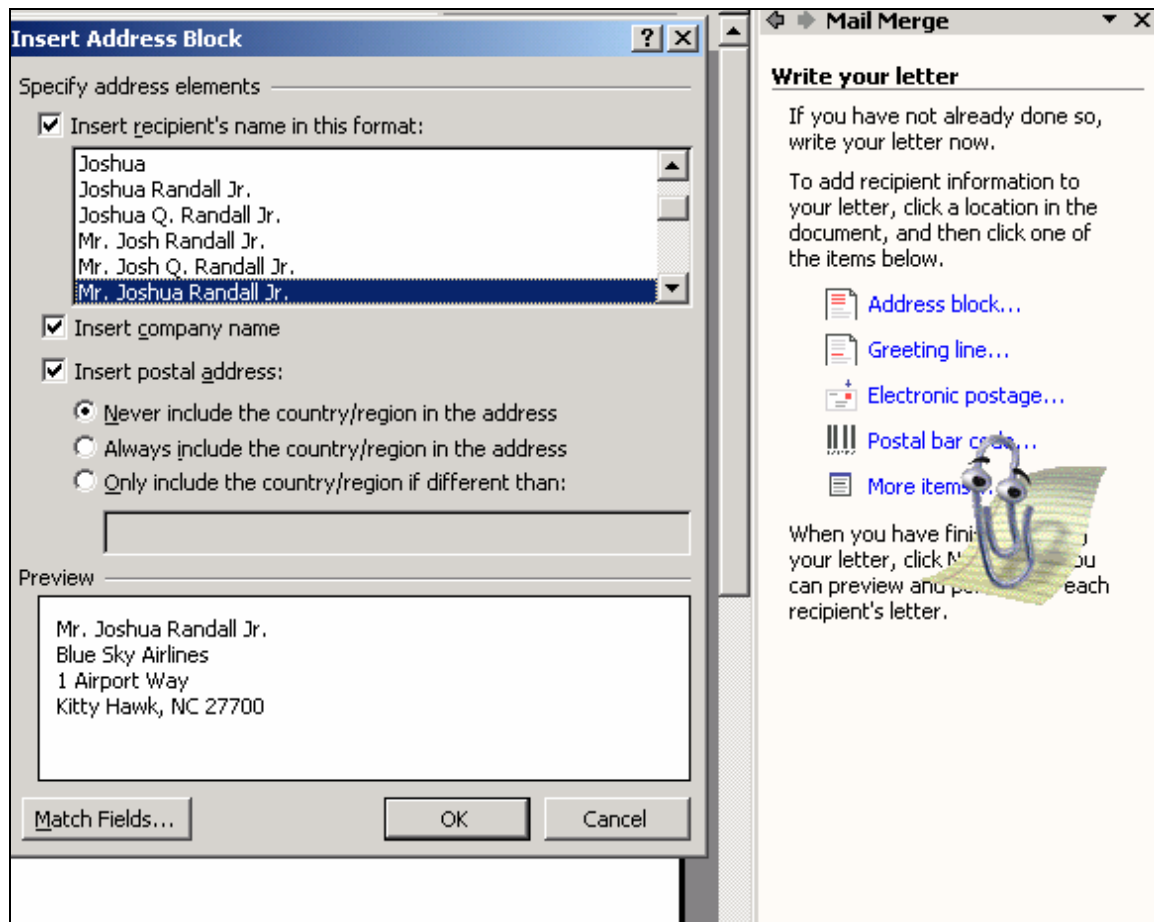 Insert Address Block
Specify address elements
Insert recipient's name in this format:
Joshua
Joshua Randall Jr.
Joshua Q. Randall Jr.
Mr. Josh Randall Jr.
Mr. Josh Q. Randall Jr.
Mr. Joshua Randall Jr.
Insert company name
Insert postal address:
Never include the country/region in the address
Always include the country/region in the address
Only include the country/region if different than:
Preview
Mr. Joshua Randall Jr.
Blue Sky Airlines
1 Airport Way
Kitty Hawk, NC 27700
Match Fields...
OK
Cancel
Mail Merge
Write your letter
If you have not already done so,
write your letter now.
To add recipient information to
your letter, click a location in the
document, and then click one of
the items below.
Address block...
Greeting line...
Electronic postage...
Postal bar code...
More items...
When you have
your letter, click
can preview and each
recipient's letter.